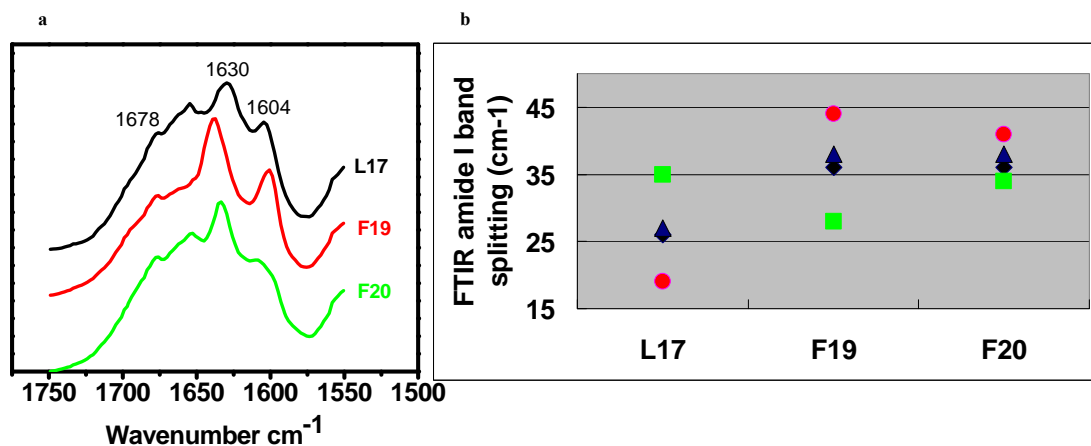 a
1630
1604
1678
L17
F19
F20
1750 1700 1650 1600 1550 1500
Wavenumber cm-1
b
FTIR amide I band
splitting (cm-1)
45
35
25
15
L17 F19 F20